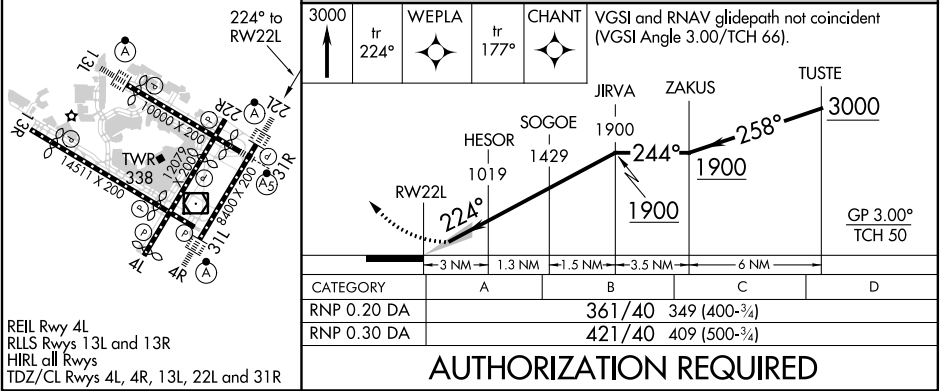 224° to
RW22L
A
13L
P
P
22R
P
A
22L
13R
10000 X 200
P
TWR
338
12079 X 200
P
31R
A5
14511 X 200
P
8400 X 200
P
P
P
31L
4L
4R
A
REIL Rwy 4L
RLLS Rwys 13L and 13R
HIRL all Rwys
TDZ/CL Rwys 4L, 4R, 13L, 22L and 31R
3000
tr
224°
WEPLA
tr
177°
CHANT
VGSI and RNAV glidepath not coincident
(VGSI Angle 3.00/TCH 66).
TUSTE
3000
258°
ZAKUS
1900
JIRVA
1900
244°
1900
SOGOE
1429
HESOR
1019
RW22L
224°
GP 3.00°
TCH 50
3 NM 1.3 NM 1.5 NM 3.5 NM 6 NM
CATEGORY A B C D
RNP 0.20 DA 361/40 349 (400-¾)
RNP 0.30 DA 421/40 409 (500-¾)
AUTHORIZATION REQUIRED